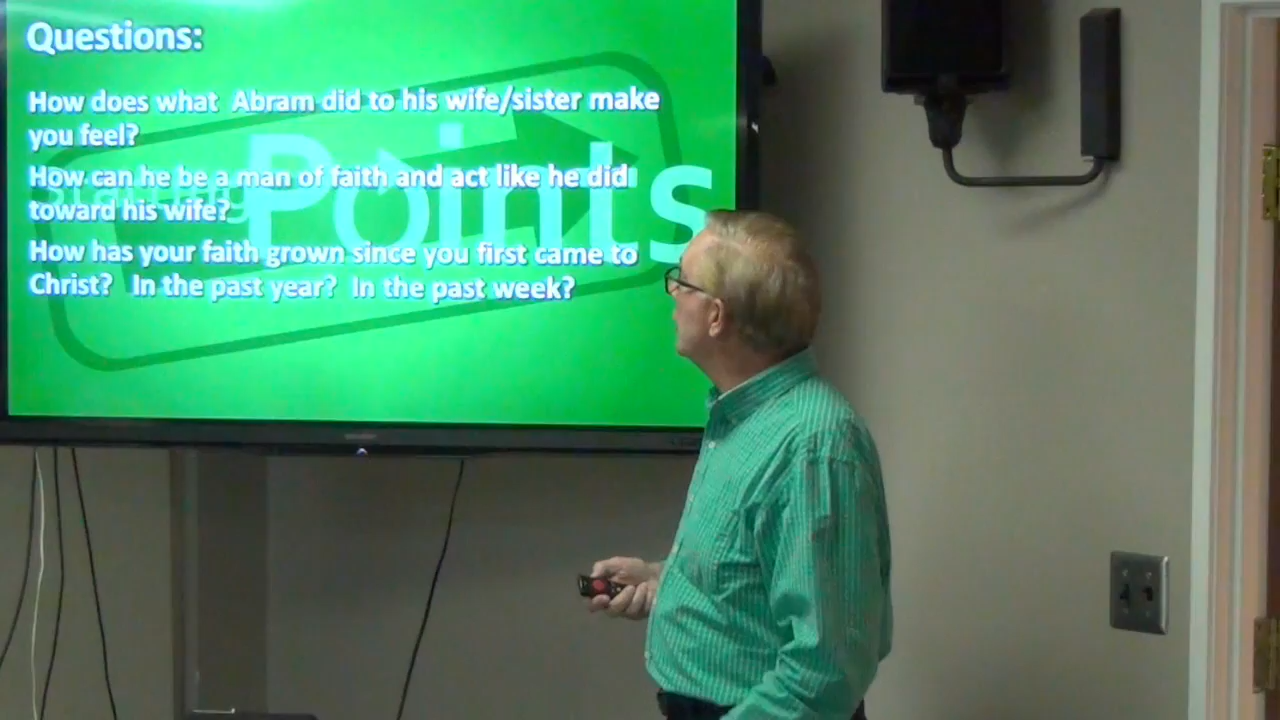 Questions:
How does what Abram did to his wife/sister make
you feel?
How can he be a man of faith and act like he did
toward his wife?
How has your faith grown since you first came to
Christ? In the past year? In the past week?
Starting
Points